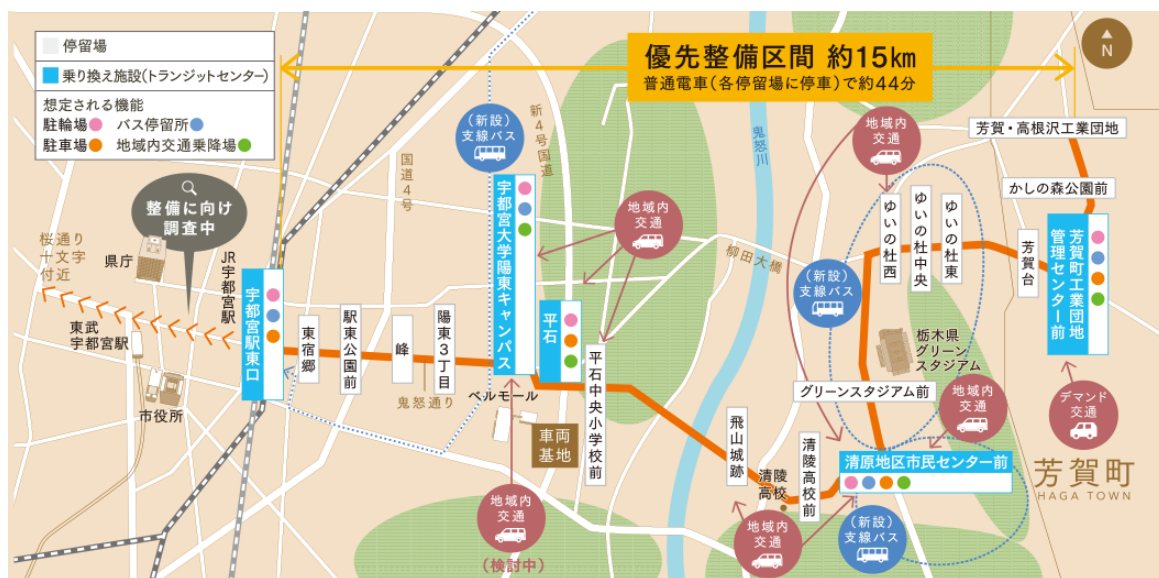 停留場
乗り換え施設(トランジットセンター)
想定される機能
駐輪場 バス停留所
駐車場 地域内交通乗降場
優先整備区間 約15km
普通電車(各停留場に停車)で約44分
N
整備に向け
調査中
桜通り
十文字
付近
県庁
東武
宇都宮駅
市役所
JR宇都宮駅
宇都宮駅東口
東宿郷
駅東公園前
峰
陽東3丁目
鬼怒通り
国道4号
(新設)
支線バス
新4号国道
宇都宮大学陽東キャンパス
ベルモール
車両
基地
平石
平石中央小学校前
地域内
交通
地域内
交通
(検討中)
鬼怒川
柳田大橋
飛山城跡
清陵
高校
清陵高校前
地域内
交通
清原地区市民センター前
(新設)
支線バス
地域内
交通
グリーンスタジアム前
栃木県
グリーン
スタジアム
(新設)
支線バス
地域内
交通
ゆいの杜西
ゆいの杜中央
ゆいの杜東
芳賀台
芳賀町工業団地
管理センター前
かしの森公園前
芳賀・高根沢工業団地
デマンド
交通
芳賀町
HAGA TOWN